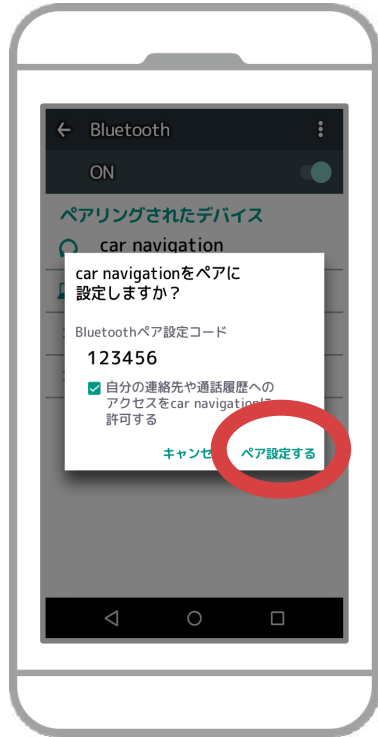 Bluetooth
ON
ペアリングされたデバイス
car navigation
car navigationをペアに
設定しますか？
Bluetoothペア設定コード
123456
自分の連絡先や通話履歴への
アクセスをcar navigationに
許可する
キャンセ
ペア設定する